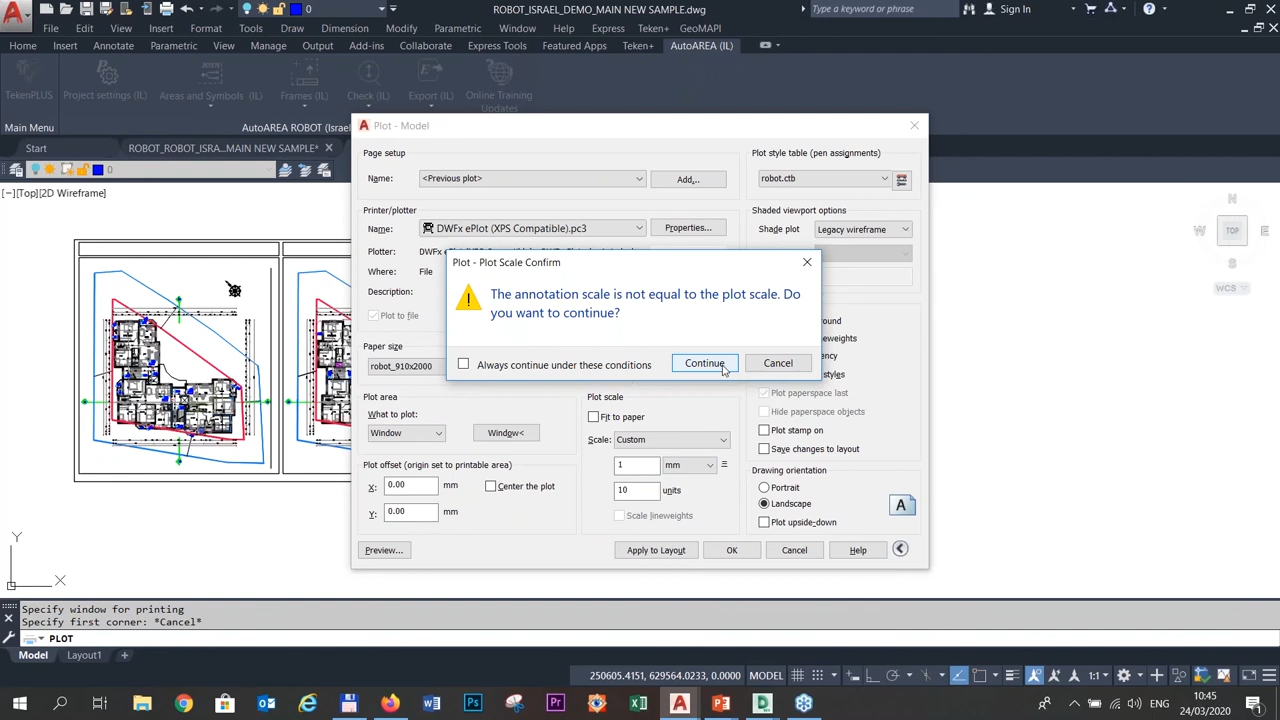 ROBOT_ISRAEL_DEMO_MAIN NEW SAMPLE.dwg
0
Type a keyword or phrase
Sign In
File Edit View Insert Format Tools Draw Dimension Modify Parametric Window Help Express Teken+ GeoMAPI
Home Insert Annotate Parametric View Manage Output Add-ins Collaborate Express Tools Featured Apps Teken+ AutoAREA (IL)
TekenPLUS Project settings (IL) Areas and Symbols (IL) Frames (IL) Check (IL) Export (IL) Online Training
Updates
Main Menu AutoAREA ROBOT (Israe
Start ROBOT_ROBOT_ISRA...MAIN NEW SAMPLE*
0
[−][Top][2D Wireframe]
Plot - Model
Page setup
Name: <Previous plot> Add...
Plot style table (pen assignments)
robot.ctb
Printer/plotter
Name: DWFx ePlot (XPS Compatible).pc3 Properties...
Shaded viewport options
Shade plot Legacy wireframe
Plotter:
Where: File
Description:
Plot to file
Plot - Plot Scale Confirm
The annotation scale is not equal to the plot scale. Do
you want to continue?
Always continue under these conditions
Continue Cancel
Paper size
robot_910x2000
round
eweights
ency
styles
Plot paperspace last
Hide paperspace objects
Plot stamp on
Save changes to layout
Plot area
What to plot:
Window Window<
Plot scale
Fit to paper
Scale: Custom
1 mm =
10 units
Scale lineweights
Plot offset (origin set to printable area)
X: 0.00 mm Center the plot
Y: 0.00 mm
Drawing orientation
Portrait
Landscape
Plot upside-down
A
Preview... Apply to Layout OK Cancel Help
N
W TOP E
S
WCS
Y
X
Specify window for printing
Specify first corner: *Cancel*
PLOT
Model Layout1 +
250605.4151, 629564.0233, 0.0000 MODEL 1:1
ENG
10:45
24/03/2020